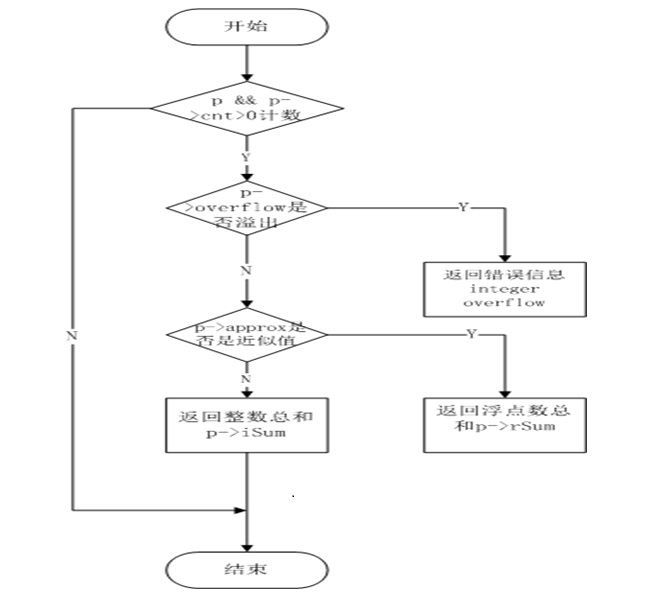 开始
p && p-
>cnt>0计数
Y
p-
>overflow是
否溢出
Y
N
返回错误信息
integer
overflow
p->approx是
否是近似值
Y
N
N
返回整数总和
p->iSum
返回浮点数总
和p->rSum
结束